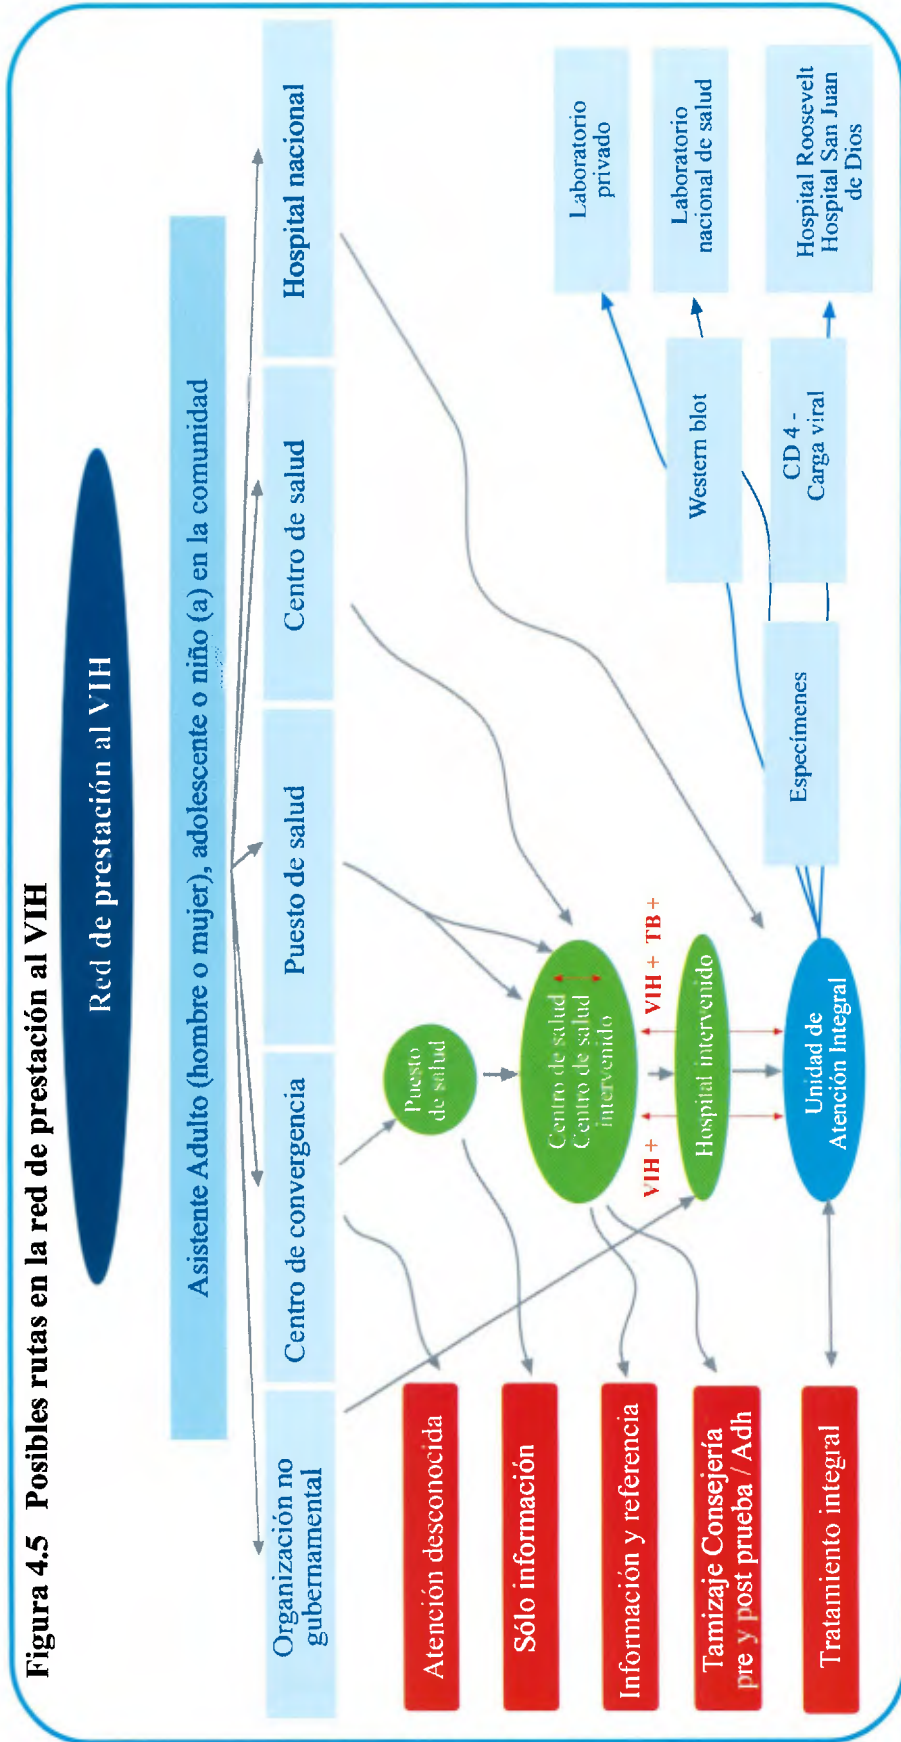 Figura 4.5 Posibles rutas en la red de prestación al VIH
Red de prestación al VIH
Asistente Adulto (hombre o mujer), adolescente o niño (a) en la comunidad
Organización no
gubernamental
Centro de convergencia
Puesto de salud
Centro de salud
Hospital nacional
Atención desconocida
Sólo información
Información y referencia
Tamizaje Consejería
pre y post prueba / Adh
Tratamiento integral
Puesto
de salud
Centro de salud
Centro de salud
intervenido
VIH +
VIH + TB +
Hospital intervenido
Unidad de
Atención Integral
Especímenes
Western blot
CD 4 -
Carga viral
Laboratorio
privado
Laboratorio
nacional de salud
Hospital Roosevelt
Hospital San Juan
de Dios